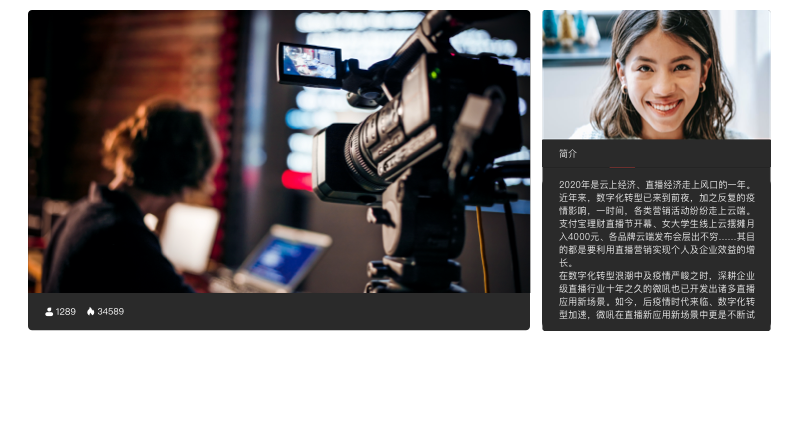 简介
2020年是云上经济、直播经济走上风口的一年。
近年来，数字化转型已来到前夜，加之反复的疫
情影响，一时间，各类营销活动纷纷走上云端。
支付宝理财直播节开幕、女大学生线上云摆摊月
入4000元、各品牌云端发布会层出不穷......其目
的都是要利用直播营销实现个人及企业效益的增
长。
在数字化转型浪潮中及疫情严峻之时，深耕企业
级直播行业十年之久的微吼也已开发出诸多直播
应用新场景。如今，后疫情时代来临、数字化转
型加速，微吼在直播新应用新场景中更是不断试
1289 34589